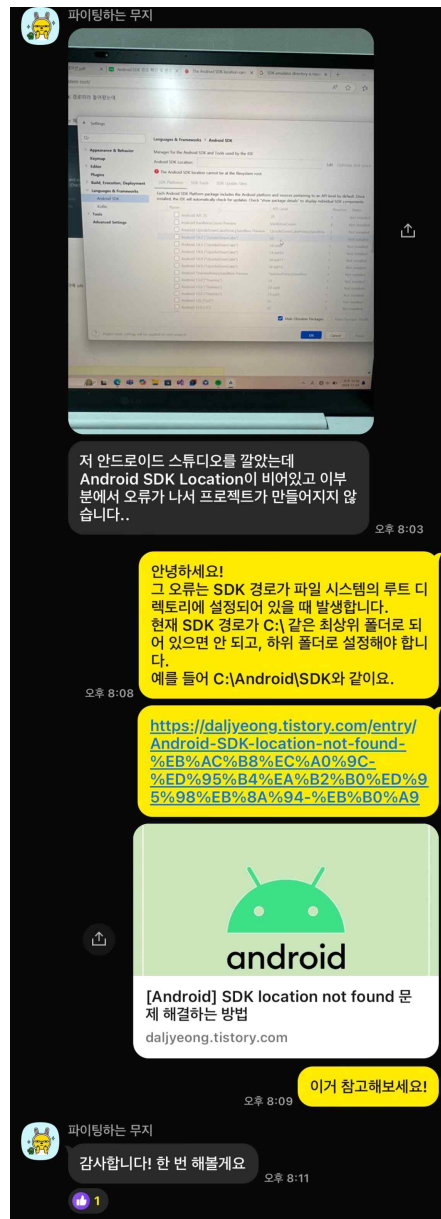 파이팅하는 무지
Settings
Languages & Frameworks > Android SDK
Appearance & Behavior
Manager for the Android SDK and Tools used by the IDE
Keymap
Android SDK Location:
Edit
Editor
The Android SDK location cannot be at the filesystem root
Plugins
Build, Execution, Deployment
Languages & Frameworks
Android SDK
Tools
Advanced Settings
저 안드로이드 스튜디오를 깔았는데
Android SDK Location이 비어있고 이부
분에서 오류가 나서 프로젝트가 만들어지지 않
습니다..
오후 8:03
안녕하세요!
그 오류는 SDK 경로가 파일 시스템의 루트 디
렉토리에 설정되어 있을 때 발생합니다.
현재 SDK 경로가 C:\ 같은 최상위 폴더로 되
어 있으면 안 되고, 하위 폴더로 설정해야 합니
다.
예를 들어 C:\Android\SDK와 같이요.
오후 8:08
https://daljyeong.tistory.com/entry/
Android-SDK-location-not-found-
%EB%AC%B8%EC%A0%9C-
%ED%95%B4%EA%B2%B0%ED%9
5%98%EB%8A%94-%EB%B0%A9
android
[Android] SDK location not found 문
제 해결하는 방법
daljyeong.tistory.com
이거 참고해보세요!
오후 8:09
파이팅하는 무지
감사합니다! 한 번 해볼게요
오후 8:11
1